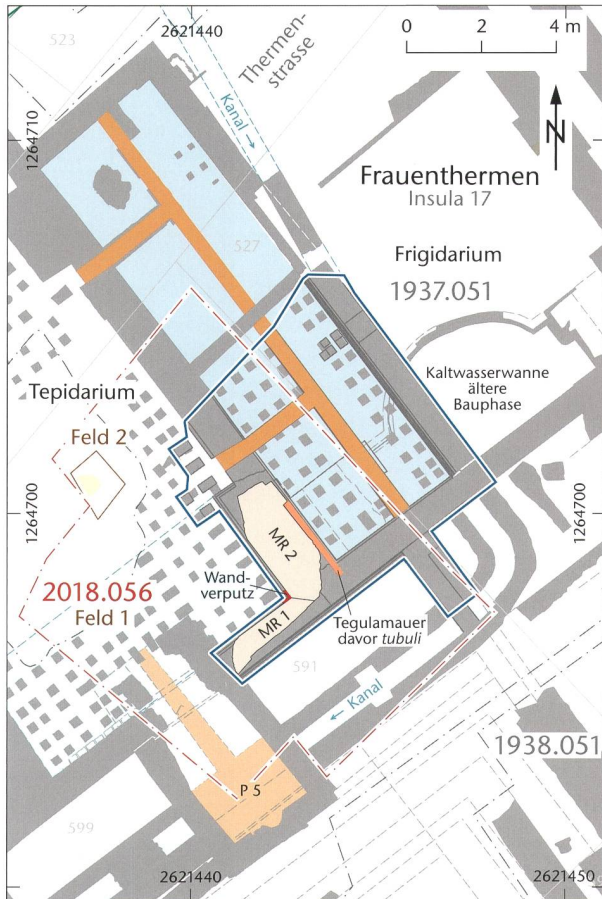 2621440
0 2 4 m
523
Thermen-
strasse
Kanal
1264710
N
Frauenthermen
Insula 17
527
Frigidarium
1937.051
Kaltwasserwanne
ältere
Bauphase
Tepidarium
Feld 2
1264700
1264700
MR 2
2018.056
Feld 1
Wand-
verputz
MR 1
Tegulamauer
davor tubuli
591
Kanal
1938.051
P 5
599
2621440
2621450